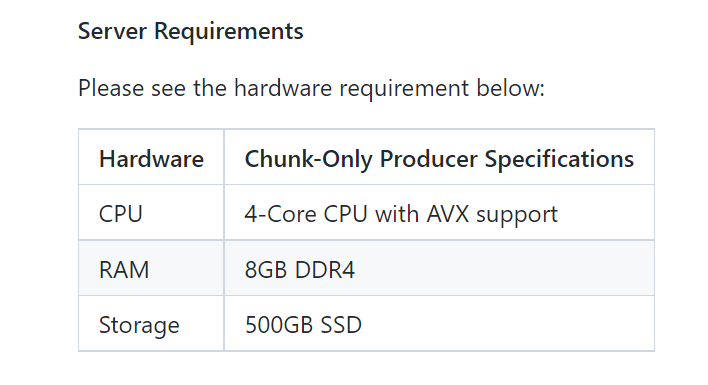 Server Requirements
Please see the hardware requirement below:
Hardware Chunk-Only Producer Specifications
CPU 4-Core CPU with AVX support
RAM 8GB DDR4
Storage 500GB SSD